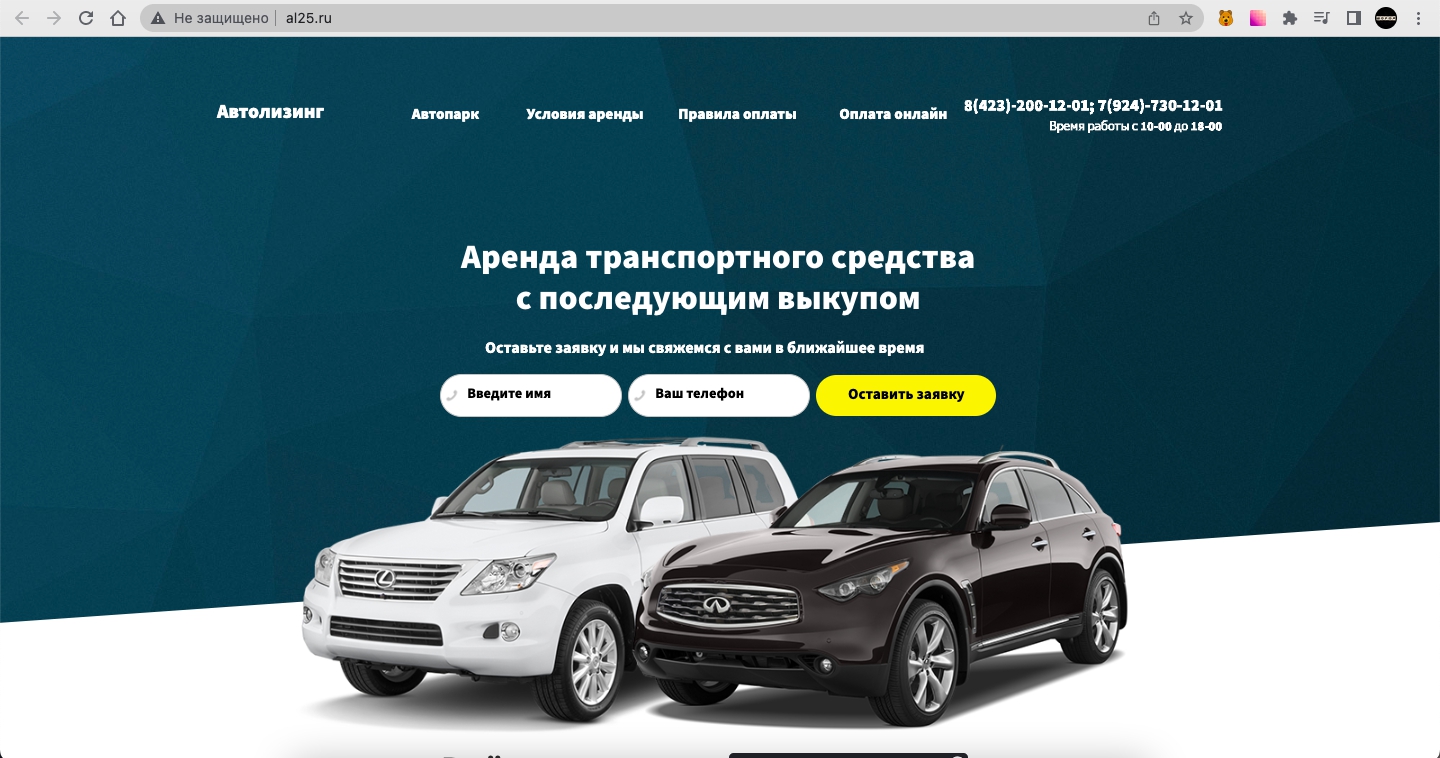 Не защищено
al25.ru
Автолизинг
Автопарк
Условия аренды
Правила оплаты
Оплата онлайн
8(423)-200-12-01; 7(924)-730-12-01
Время работы с 10-00 до 18-00
Аренда транспортного средства
с последующим выкупом
Оставьте заявку и мы свяжемся с вами в ближайшее время
Введите имя
Ваш телефон
Оставить заявку